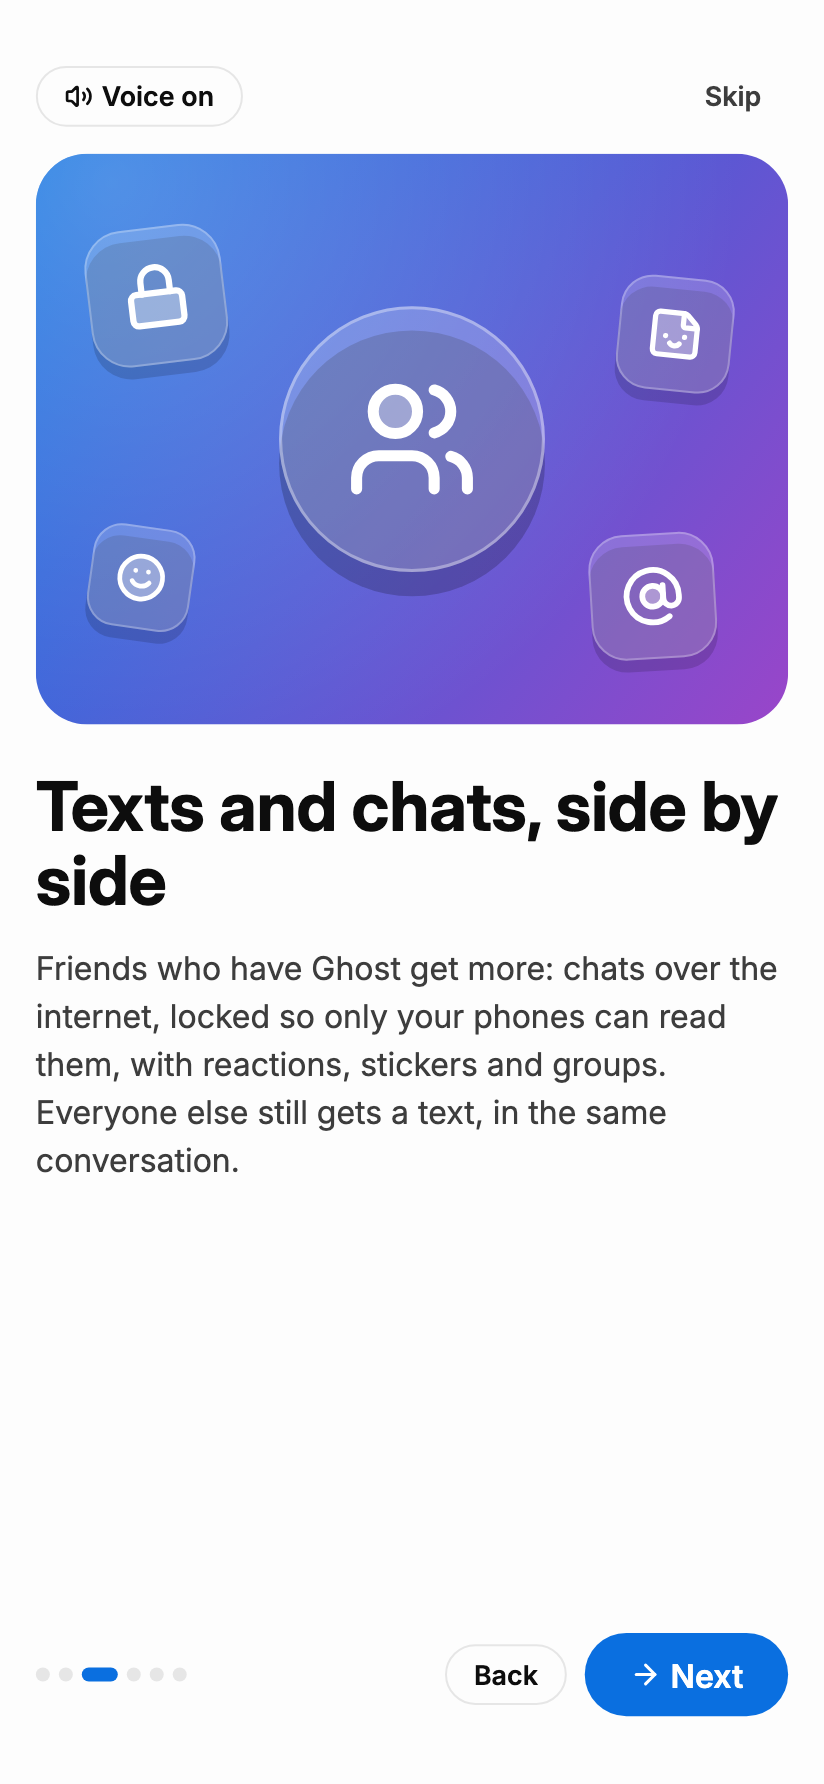 Voice on
Skip
Texts and chats, side by
side
Friends who have Ghost get more: chats over the
internet, locked so only your phones can read
them, with reactions, stickers and groups.
Everyone else still gets a text, in the same
conversation.
Back
Next